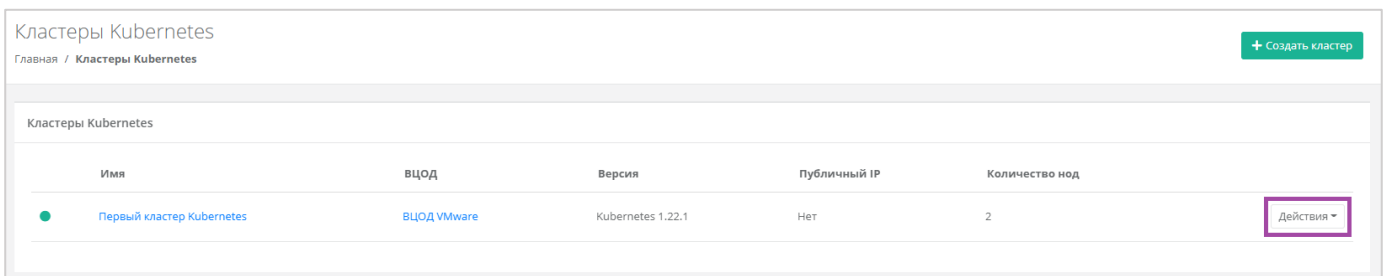 Кластеры Kubernetes
+ Создать кластер
Главная / Кластеры Kubernetes
Кластеры Kubernetes
Имя ВЦОД Версия Публичный IP Количество нод
Первый кластер Kubernetes ВЦОД VMware Kubernetes 1.22.1 Нет 2 Действия